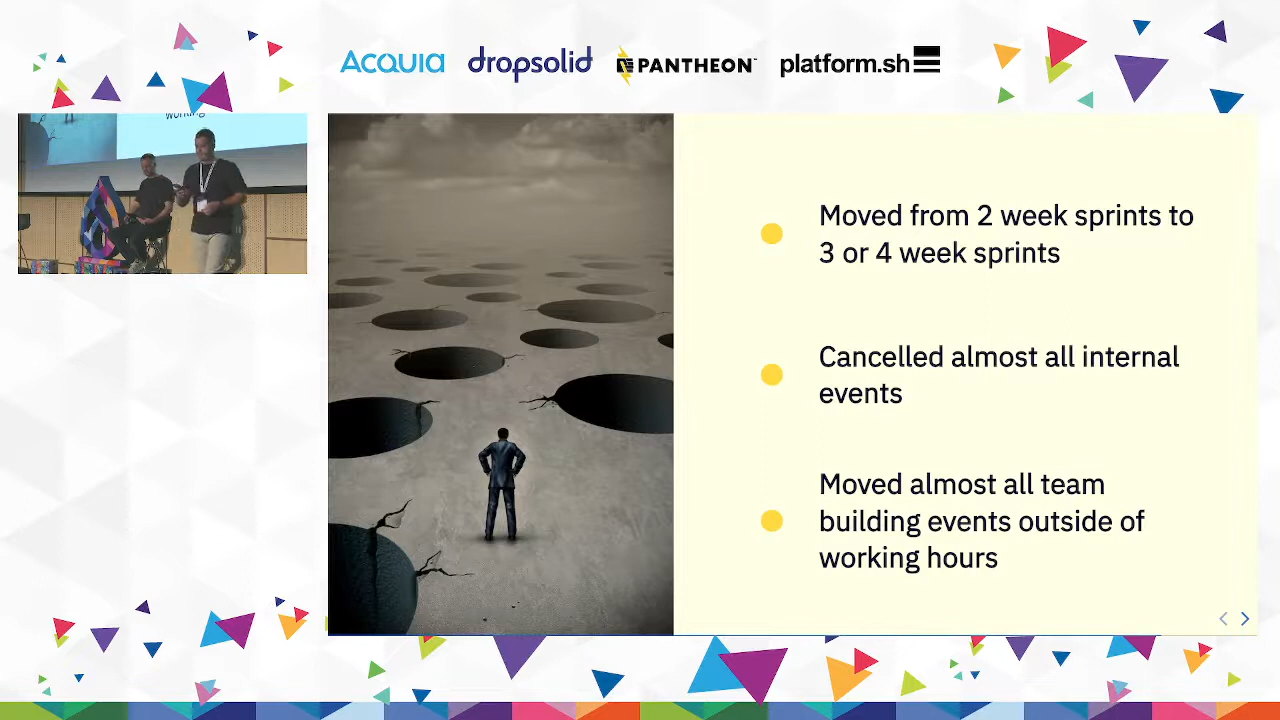 Acquia
dropsolid
PANTHEON
platform.sh
working
Moved from 2 week sprints to
3 or 4 week sprints
Cancelled almost all internal
events
Moved almost all team
building events outside of
working hours